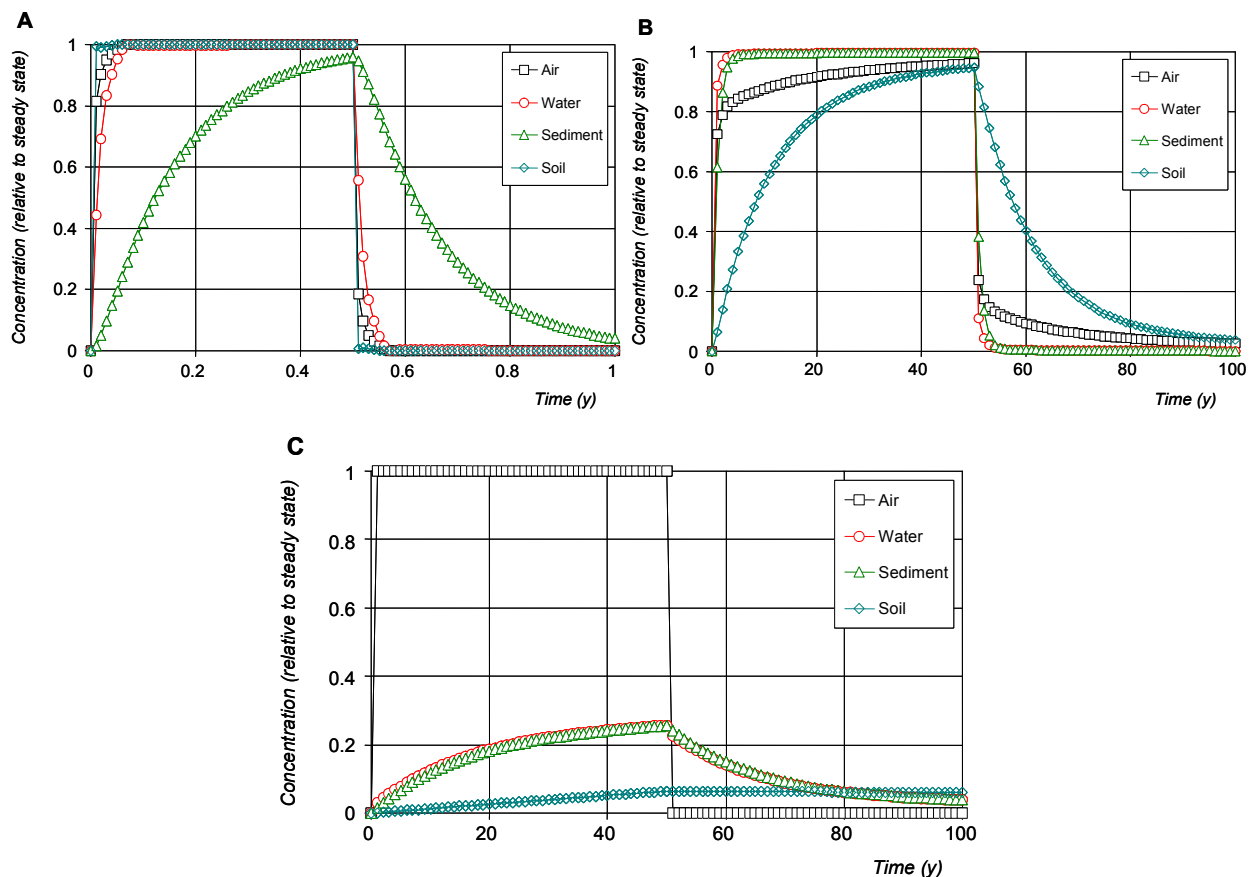 A
Concentration (relative to steady state)
1
0.8
0.6
0.4
0.2
0
0
0.2
0.4
0.6
0.8
1
Time (y)
Air
Water
Sediment
Soil
B
Concentration (relative to steady state)
1
0.8
0.6
0.4
0.2
0
0
20
40
60
80
100
Time (y)
Air
Water
Sediment
Soil
C
Concentration (relative to steady state)
1
0.8
0.6
0.4
0.2
0
0
20
40
60
80
100
Time (y)
Air
Water
Sediment
Soil